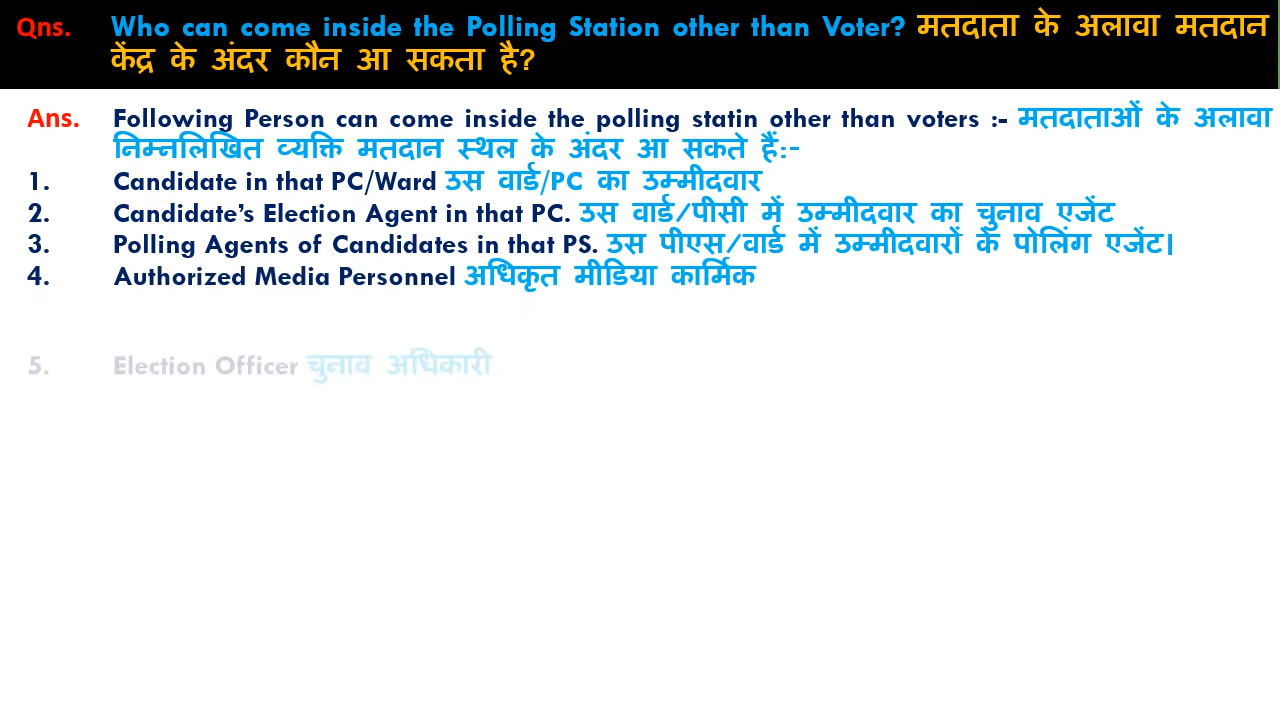 Qns. Who can come inside the Polling Station other than Voter? मतदाता के अलावा मतदान
केंद्र के अंदर कौन आ सकता है?
Ans. Following Person can come inside the polling statin other than voters :- मतदाताओं के अलावा
निम्नलिखित व्यक्ति मतदान स्थल के अंदर आ सकते हैं:-
1. Candidate in that PC/Ward उस वार्ड/PC का उम्मीदवार
2. Candidate’s Election Agent in that PC. उस वार्ड/पीसी में उम्मीदवार का चुनाव एजेंट
3. Polling Agents of Candidates in that PS. उस पीएस/वार्ड में उम्मीदवारों के पोलिंग एजेंट।
4. Authorized Media Personnel अधिकृत मीडिया कार्मिक
5. Election Officer चुनाव अधिकारी